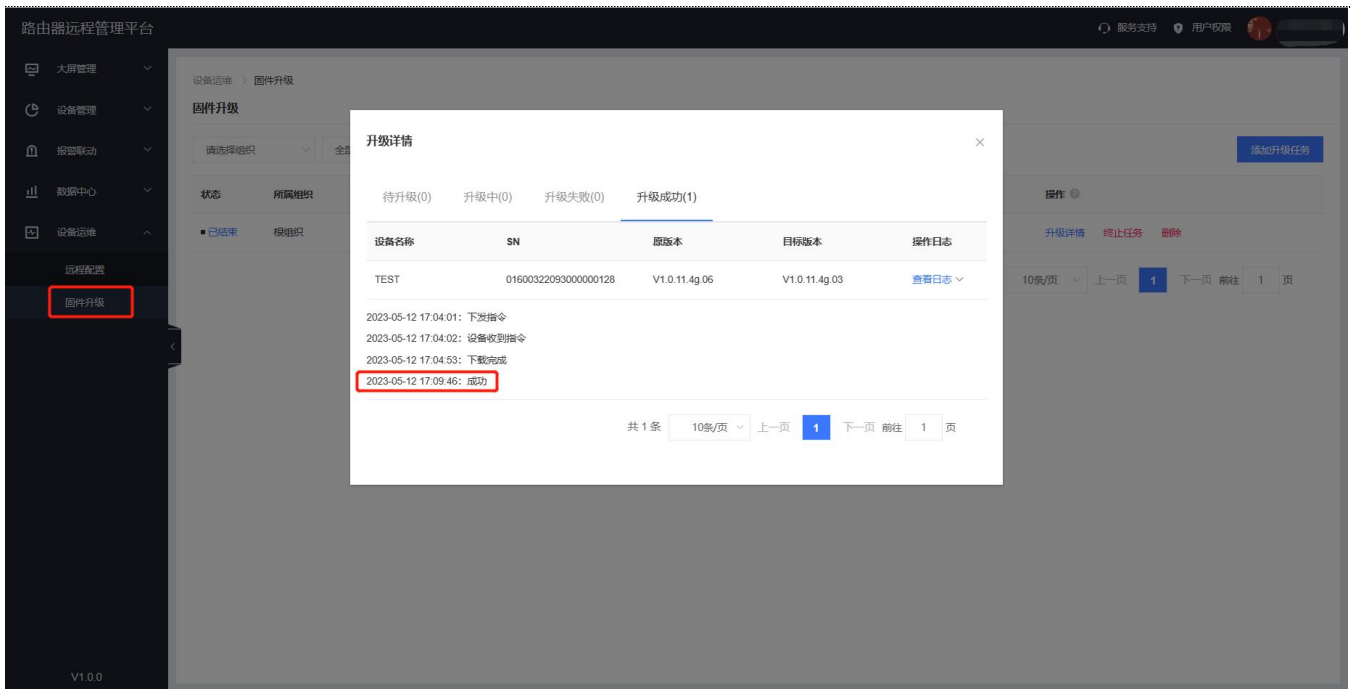 路由器远程管理平台
服务支持 用户权限
大屏管理
设备管理
报警联动
数据中心
设备运维
远程配置
固件升级
V1.0.0
设备运维 > 固件升级
固件升级
请选择组织
添加升级任务
状态 所属组织 操作
已结束 根组织 升级详情 终止任务 删除
10条/页 上一页 1 下一页 前往 1 页
升级详情
待升级(0) 升级中(0) 升级失败(0) 升级成功(1)
设备名称 SN 原版本 目标版本 操作日志
TEST 01600322093000000128 V1.0.11.4g.06 V1.0.11.4g.03 查看日志
2023-05-12 17:04:01：下发指令
2023-05-12 17:04:02：设备收到指令
2023-05-12 17:04:53：下载完成
2023-05-12 17:09:46：成功
共 1 条 10条/页 上一页 1 下一页 前往 1 页